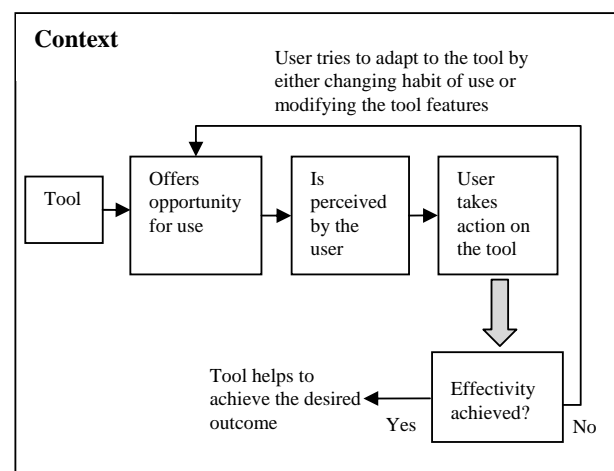 Context
User tries to adapt to the tool by
either changing habit of use or
modifying the tool features
Tool
Offers
opportunity
for use
Is
perceived
by the
user
User
takes
action on
the tool
Effectivity
achieved?
Tool helps to
achieve the desired
outcome
Yes
No